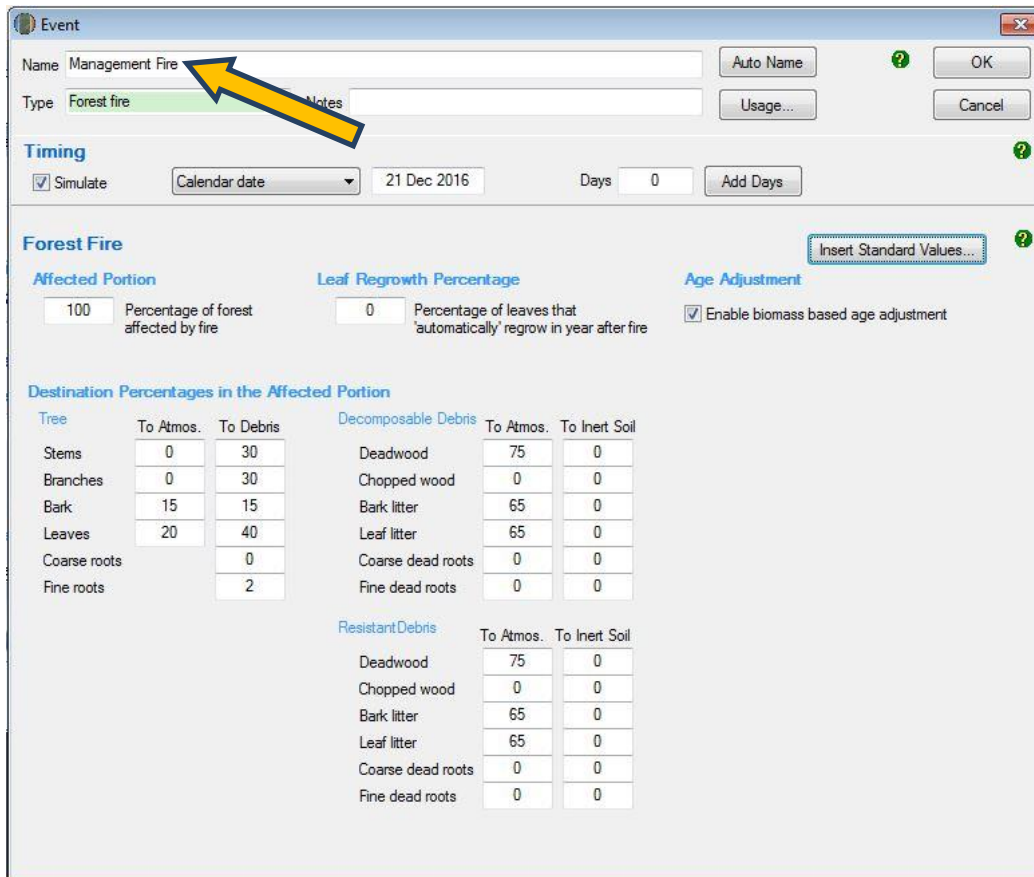 Event
Name Management Fire Auto Name ? OK
Type Forest fire Notes Usage... Cancel
Timing ?
Simulate Calendar date 21 Dec 2016 Days 0 Add Days
Forest Fire Insert Standard Values... ?
Affected Portion Leaf Regrowth Percentage Age Adjustment
100 Percentage of forest affected by fire 0 Percentage of leaves that 'automatically' regrow in year after fire Enable biomass based age adjustment
Destination Percentages in the Affected Portion
Tree To Atmos. To Debris Decomposable Debris To Atmos. To Inert Soil
Stems 0 30 Deadwood 75 0
Branches 0 30 Chopped wood 0 0
Bark 15 15 Bark litter 65 0
Leaves 20 40 Leaf litter 65 0
Coarse roots 0 Coarse dead roots 0 0
Fine roots 2 Fine dead roots 0 0
ResistantDebris To Atmos. To Inert Soil
Deadwood 75 0
Chopped wood 0 0
Bark litter 65 0
Leaf litter 65 0
Coarse dead roots 0 0
Fine dead roots 0 0